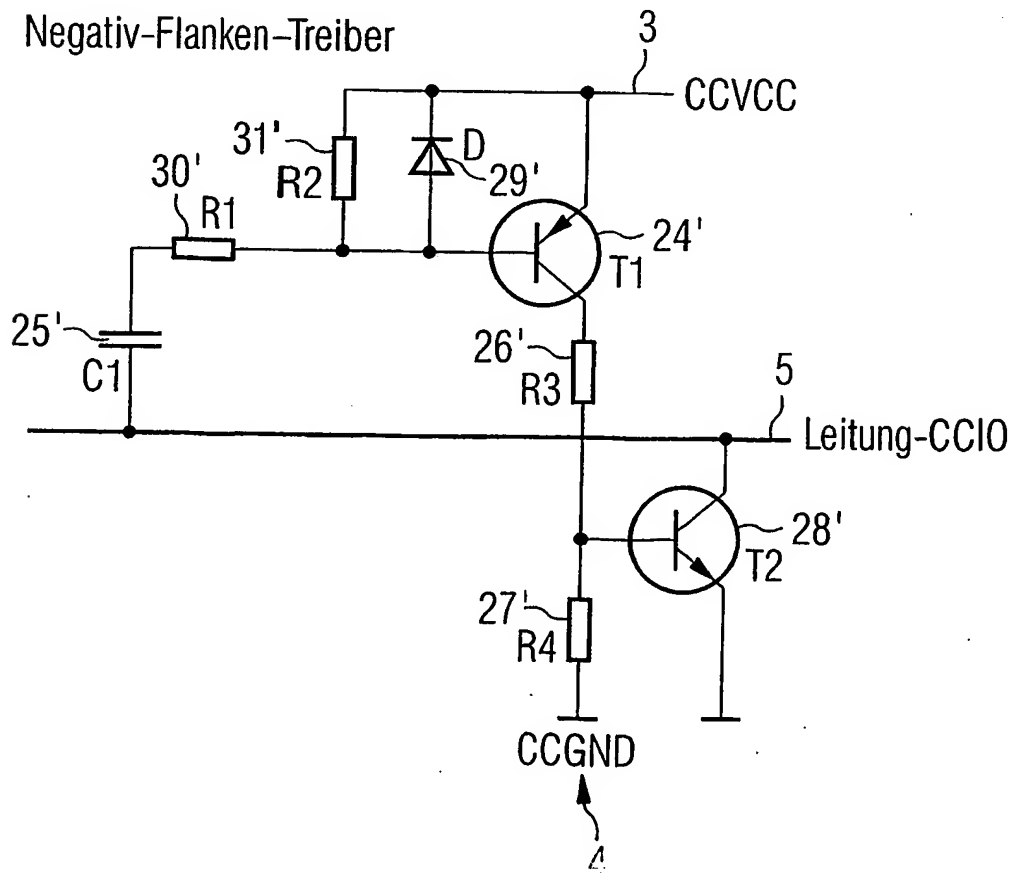 Negativ-Flanken-Treiber
3
CCVCC
31'
R2
D
29'
30'
R1
24'
T1
25'
C1
26'
R3
5
Leitung-CCIO
28'
T2
27'
R4
CCGND
4